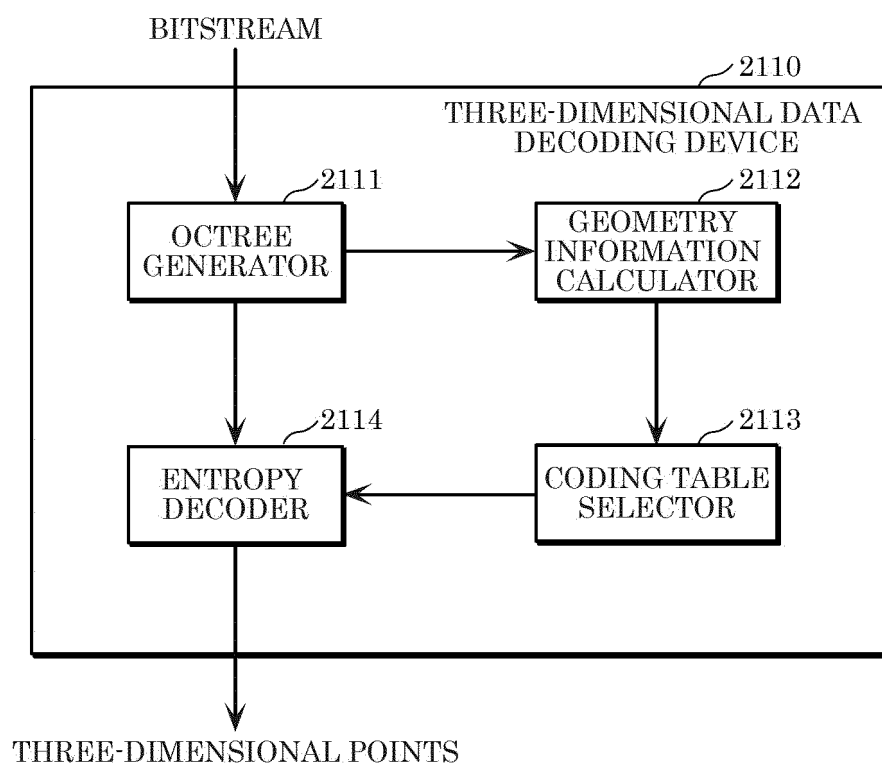 BITSTREAM
2110
THREE-DIMENSIONAL DATA
DECODING DEVICE
2111
OCTREE
GENERATOR
2112
GEOMETRY
INFORMATION
CALCULATOR
2114
ENTROPY
DECODER
2113
CODING TABLE
SELECTOR
THREE-DIMENSIONAL POINTS